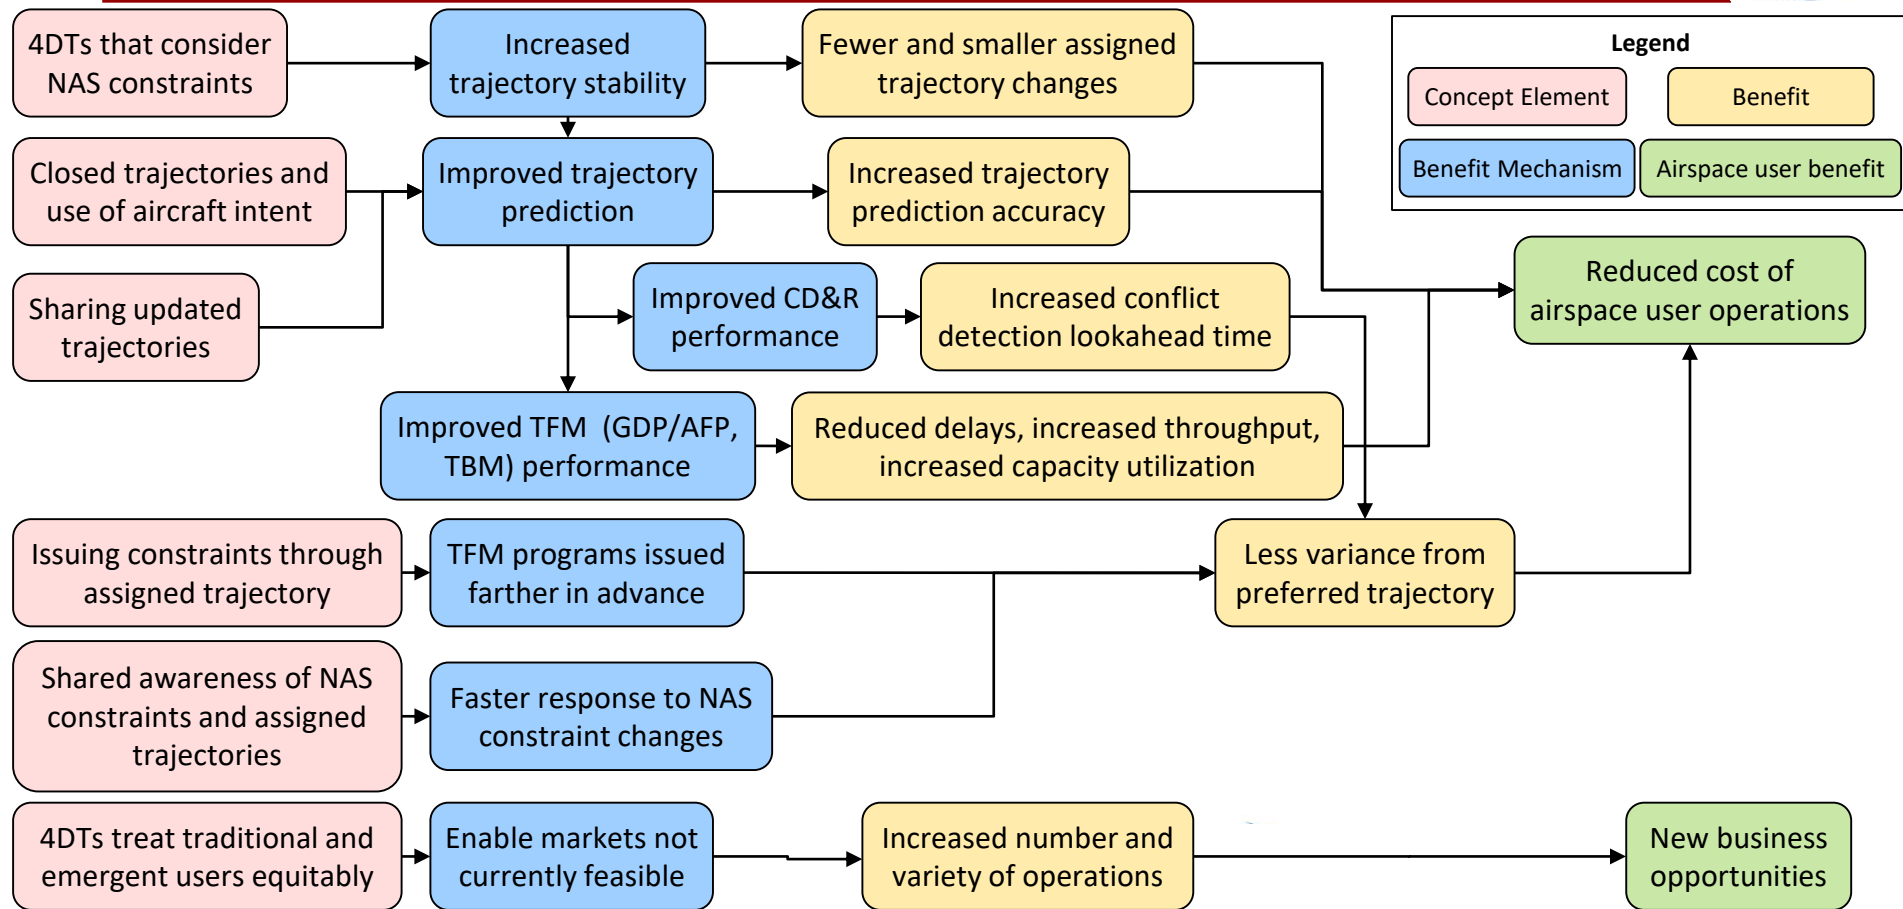 4DTs that consider
NAS constraints
Increased
trajectory stability
Fewer and smaller assigned
trajectory changes
Legend
Concept Element
Benefit
Benefit Mechanism
Airspace user benefit
Closed trajectories and
use of aircraft intent
Improved trajectory
prediction
Increased trajectory
prediction accuracy
Sharing updated
trajectories
Improved CD&R
performance
Increased conflict
detection lookahead time
Reduced cost of
airspace user operations
Improved TFM (GDP/AFP,
TBM) performance
Reduced delays, increased throughput,
increased capacity utilization
Issuing constraints through
assigned trajectory
TFM programs issued
farther in advance
Less variance from
preferred trajectory
Shared awareness of NAS
constraints and assigned
trajectories
Faster response to NAS
constraint changes
4DTs treat traditional and
emergent users equitably
Enable markets not
currently feasible
Increased number and
variety of operations
New business
opportunities